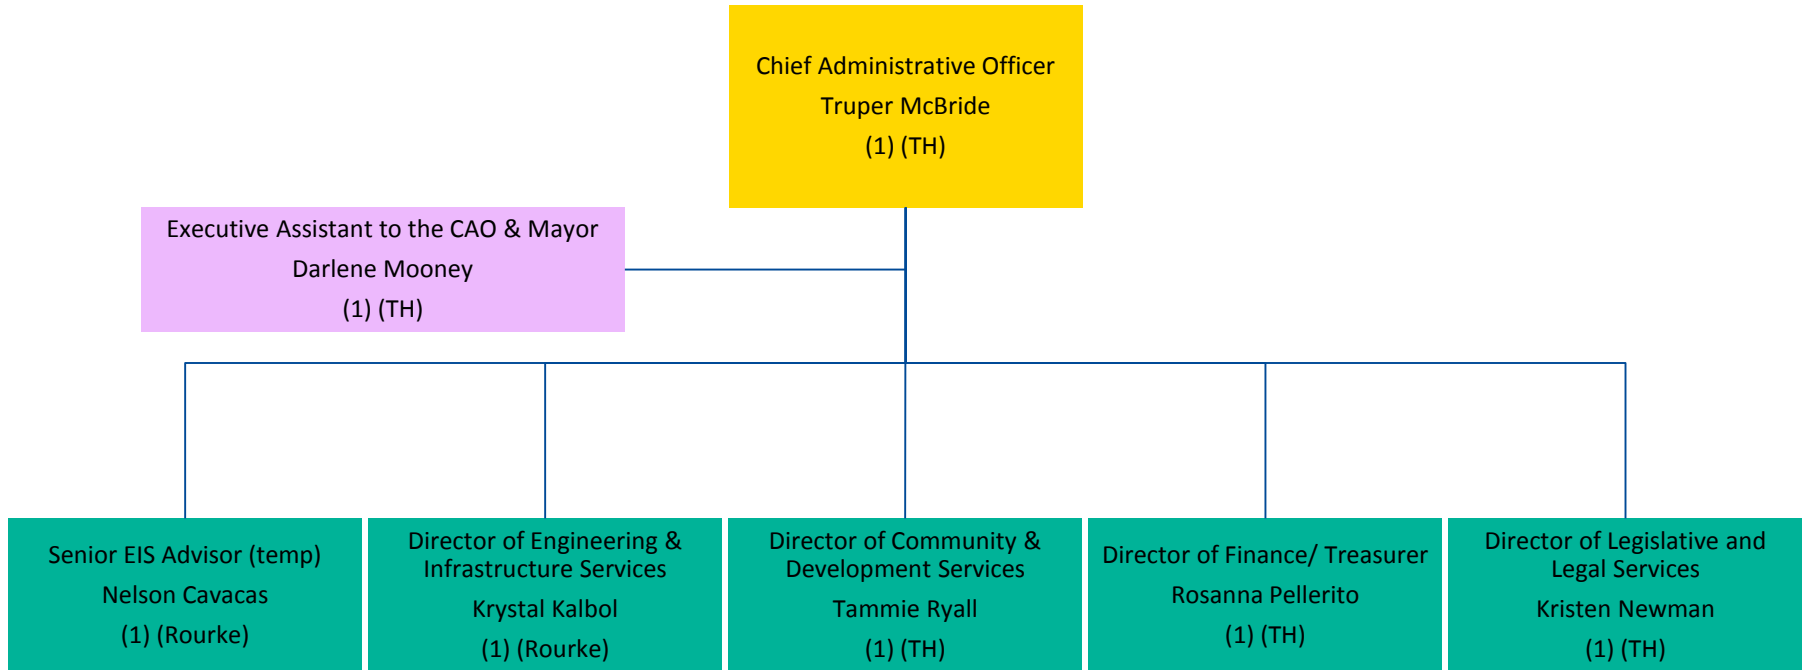 Chief Administrative Officer
Truper McBride
(1) (TH)
Executive Assistant to the CAO & Mayor
Darlene Mooney
(1) (TH)
Senior EIS Advisor (temp)
Nelson Cavacas
(1) (Rourke)
Director of Engineering &
Infrastructure Services
Krystal Kalbol
(1) (Rourke)
Director of Community &
Development Services
Tammie Ryall
(1) (TH)
Director of Finance/ Treasurer
Rosanna Pellerito
(1) (TH)
Director of Legislative and
Legal Services
Kristen Newman
(1) (TH)